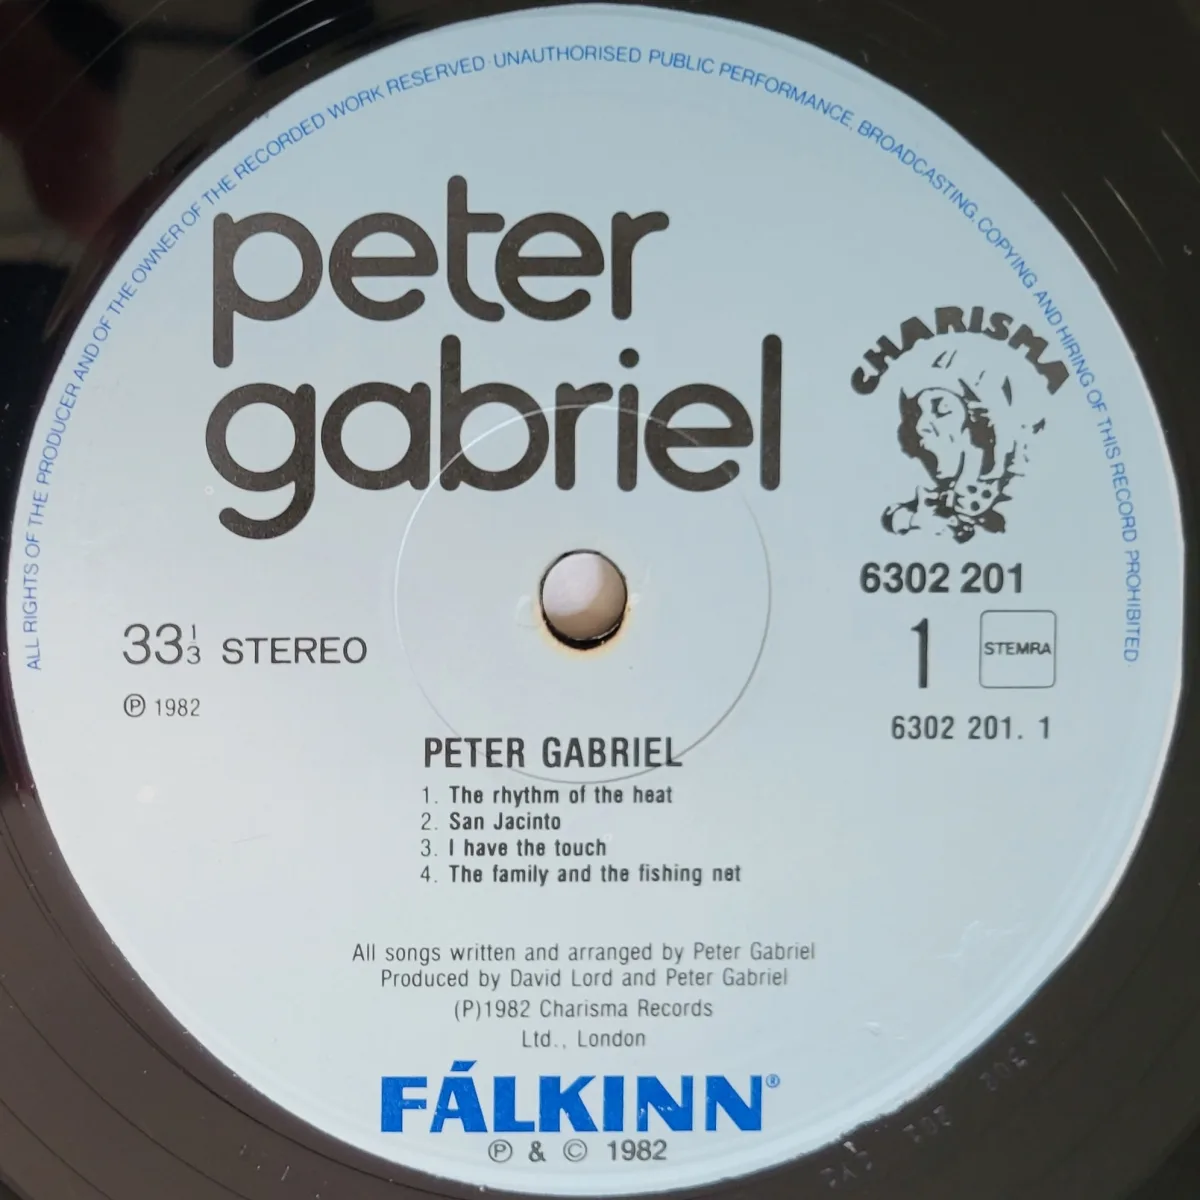 ALL RIGHTS OF THE PRODUCER AND OF THE OWNER OF THE RECORDED WORK RESERVED · UNAUTHORISED PUBLIC PERFORMANCE, BROADCASTING, COPYING AND HIRING OF THIS RECORD PROHIBITED.
peter
gabriel
CHARISMA
6302 201
33⅓ STEREO
1 STEMRA
℗ 1982
6302 201. 1
PETER GABRIEL
1. The rhythm of the heat
2. San Jacinto
3. I have the touch
4. The family and the fishing net
All songs written and arranged by Peter Gabriel
Produced by David Lord and Peter Gabriel
(P)1982 Charisma Records
Ltd., London
FÁLKINN®
℗ & © 1982